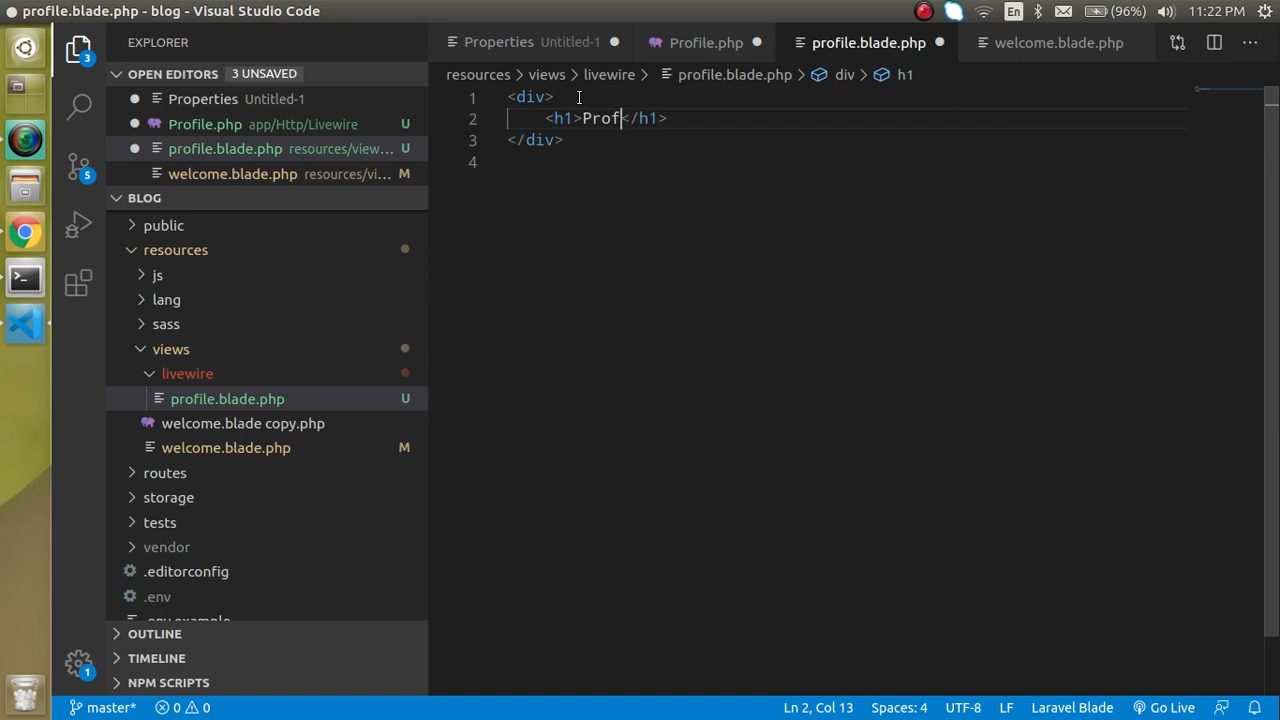 profile.blade.php - blog - Visual Studio Code
En
(96%)
11:22 PM
EXPLORER
Properties Untitled-1
Profile.php
profile.blade.php
welcome.blade.php
OPEN EDITORS 3 UNSAVED
resources > views > livewire > profile.blade.php > div > h1
Properties Untitled-1
Profile.php app/Http/Livewire U
profile.blade.php resources/view... U
welcome.blade.php resources/vi... M
BLOG
public
resources
js
lang
sass
views
livewire
profile.blade.php U
welcome.blade copy.php
welcome.blade.php M
routes
storage
tests
vendor
.editorconfig
.env
.env.example
OUTLINE
TIMELINE
NPM SCRIPTS
3
5
1
1 <div>
2 <h1>Prof</h1>
3 </div>
4
master*
0
0
Ln 2, Col 13
Spaces: 4
UTF-8
LF
Laravel Blade
Go Live